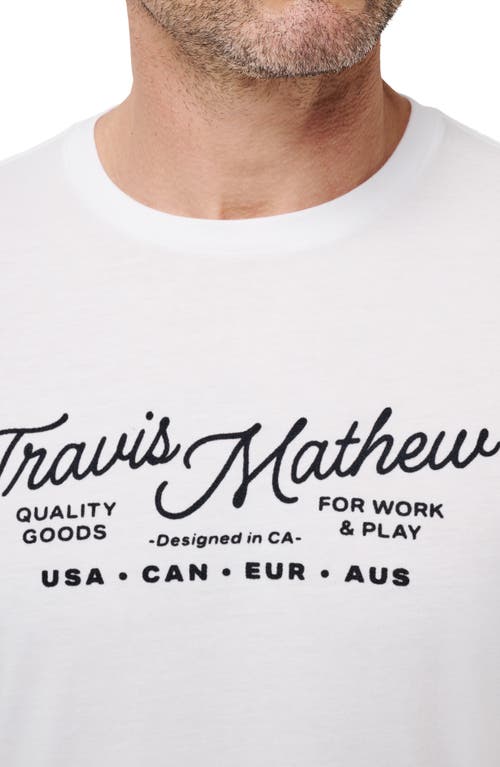 Travis Mathew
QUALITY GOODS
FOR WORK & PLAY
-Designed in CA-
USA • CAN • EUR • AUS